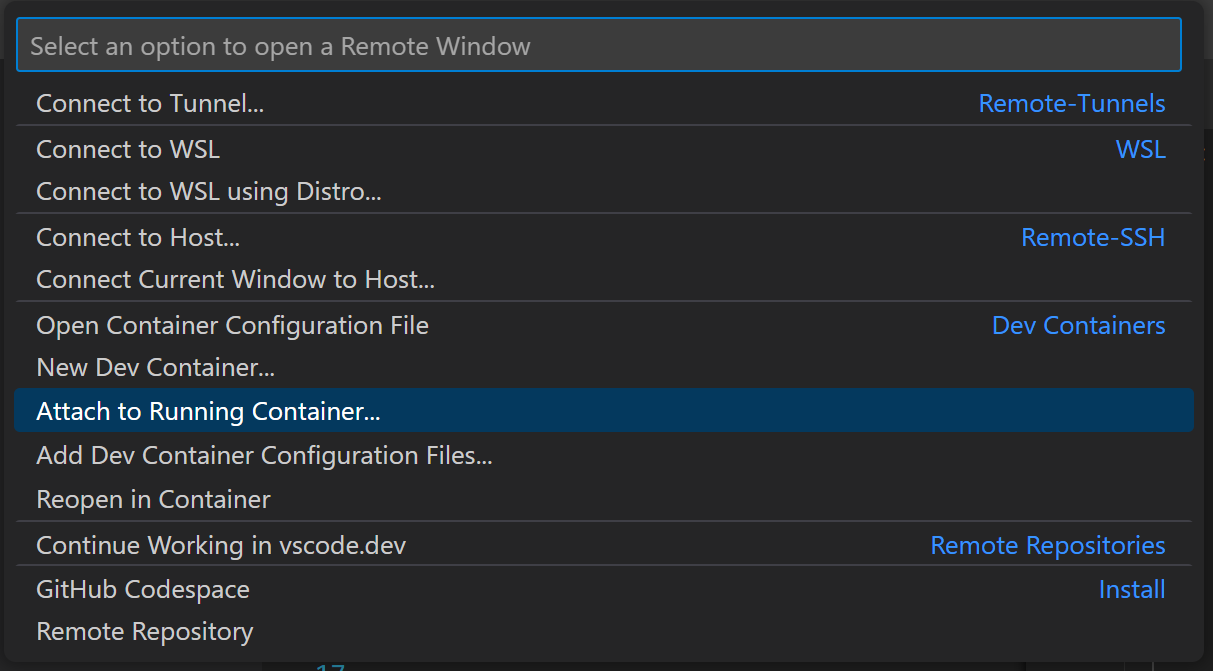 Select an option to open a Remote Window
Connect to Tunnel... Remote-Tunnels
Connect to WSL WSL
Connect to WSL using Distro...
Connect to Host... Remote-SSH
Connect Current Window to Host...
Open Container Configuration File Dev Containers
New Dev Container...
Attach to Running Container...
Add Dev Container Configuration Files...
Reopen in Container
Continue Working in vscode.dev Remote Repositories
GitHub Codespace Install
Remote Repository
17